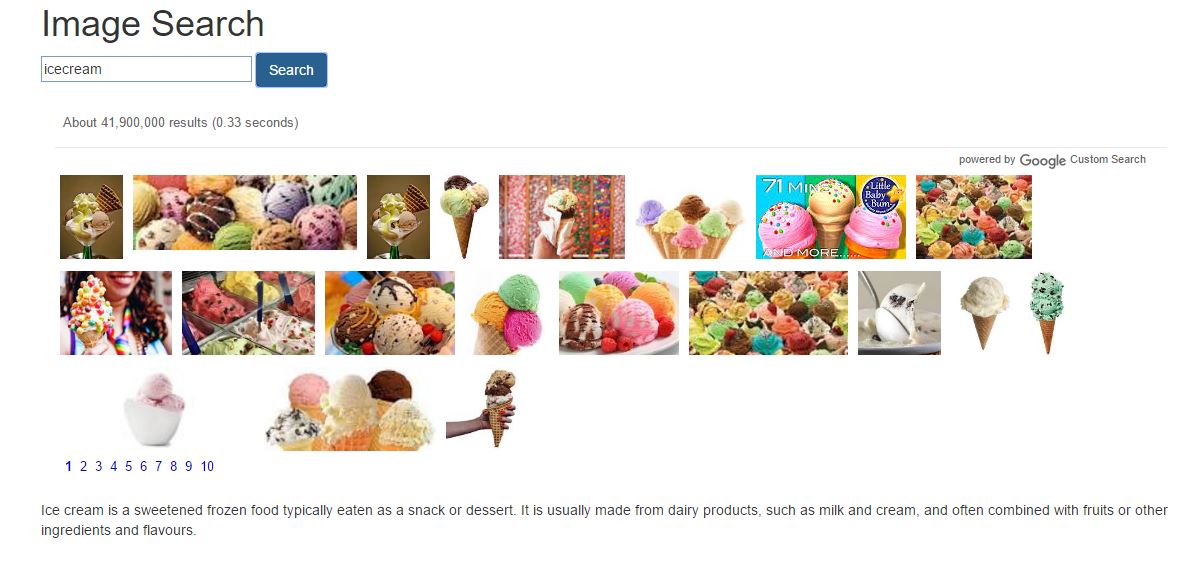 Image Search
icecream
Search
About 41,900,000 results (0.33 seconds)
powered by Google Custom Search
71 Min
Little
Baby
Bum
AND MORE......
1 2 3 4 5 6 7 8 9 10
Ice cream is a sweetened frozen food typically eaten as a snack or dessert. It is usually made from dairy products, such as milk and cream, and often combined with fruits or other
ingredients and flavours.